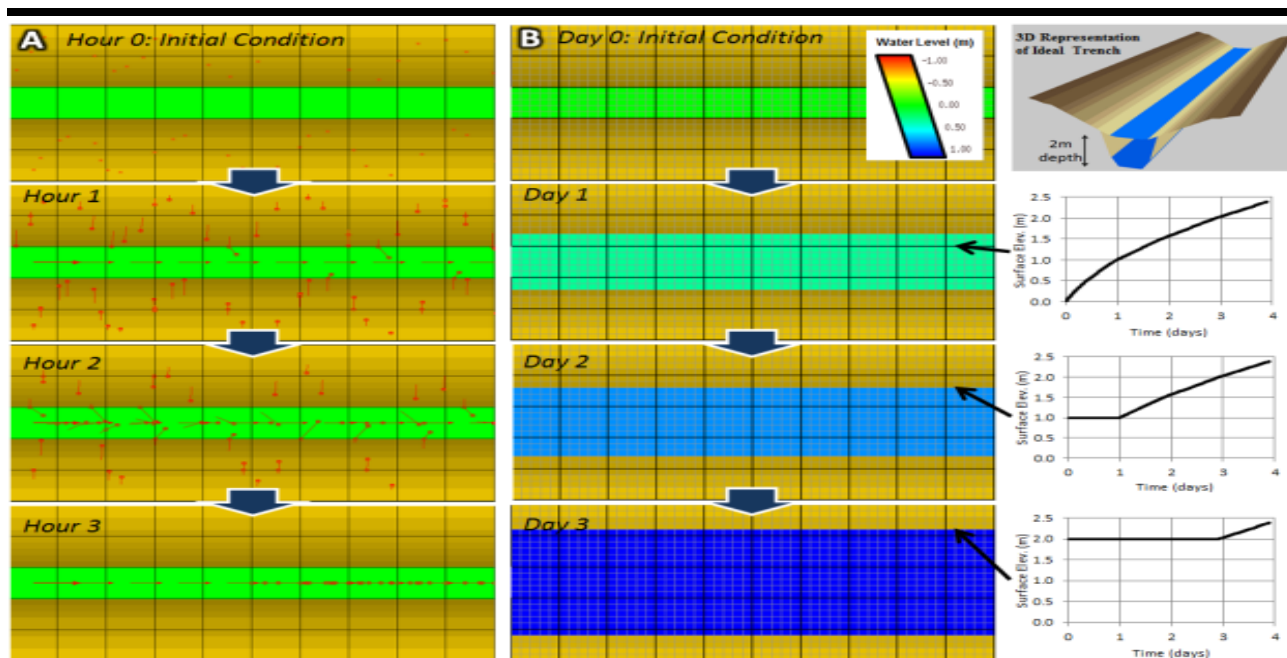 A Hour 0: Initial Condition
Hour 1
Hour 2
Hour 3
B Day 0: Initial Condition
Water Level (m)
-1.00
-0.50
0.00
0.50
1.00
Day 1
Day 2
Day 3
3D Representation
of Ideal Trench
2m
depth
Surface Elev. (m)
2.5
2.0
1.5
1.0
0.5
0.0
0 1 2 3 4
Time (days)
Surface Elev. (m)
2.5
2.0
1.5
1.0
0.5
0.0
0 1 2 3 4
Time (days)
Surface Elev. (m)
2.5
2.0
1.5
1.0
0.5
0.0
0 1 2 3 4
Time (days)